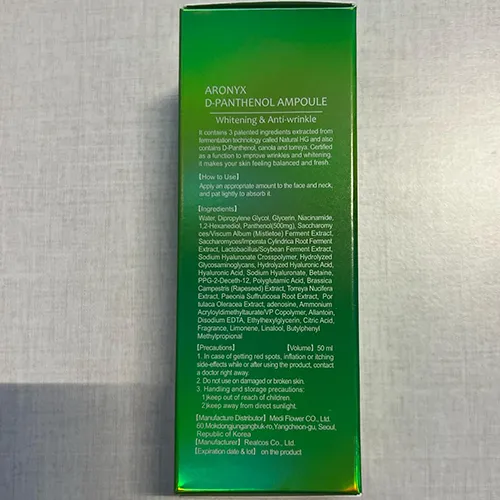 ARONYX
D-PANTHENOL AMPOULE
Whitening & Anti-wrinkle
It contains 3 patented ingredients extracted from
fermentation technology called Natural HG and also
contains D-Panthenol, canola and torreya. Certified
as a function to improve wrinkles and whitening.
it makes your skin feeling balanced and fresh.
【How to Use】
Apply an appropriate amount to the face and neck,
and pat lightly to absorb it.
【Ingredients】
Water, Dipropylene Glycol, Glycerin, Niacinamide,
1,2-Hexanediol, Panthenol(500mg), Saccharomy
ces/Viscum Album (Mistletoe) Ferment Extract,
Saccharomyces/Imperata Cylindrica Root Ferment
Extract, Lactobacillus/Soybean Ferment Extract,
Sodium Hyaluronate Crosspolymer, Hydrolyzed
Glycosaminoglycans, Hydrolyzed Hyaluronic Acid,
Hyaluronic Acid, Sodium Hyaluronate, Betaine,
PPG-2-Deceth-12, Polyglutamic Acid, Brassica
Campestris (Rapeseed) Extract, Torreya Nucifera
Extract, Paeonia Suffruticosa Root Extract, Por
tulaca Oleracea Extract, adenosine, Ammonium
Acryloyldimethyltaurate/VP Copolymer, Allantoin,
Disodium EDTA, Ethylhexylglycerin, Citric Acid,
Fragrance, Limonene, Linalool, Butylphenyl
Methylpropional
【Precautions】 【Volume】 50 ml
1. In case of getting red spots, inflation or itching
side-effects while or after using the product, contact
a doctor right away.
2. Do not use on damaged or broken skin.
3. Handling and storage precautions:
1)keep out of reach of children.
2)keep away from direct sunlight.
【Manufacture Distributor】 Medi Flower CO., Ltd.
60,Mokdongjungangbuk-ro,Yangcheon-gu, Seoul,
Republic of Korea
【Manufacturer】 Realcos Co., Ltd.
【Expiration date & lot】 on the product